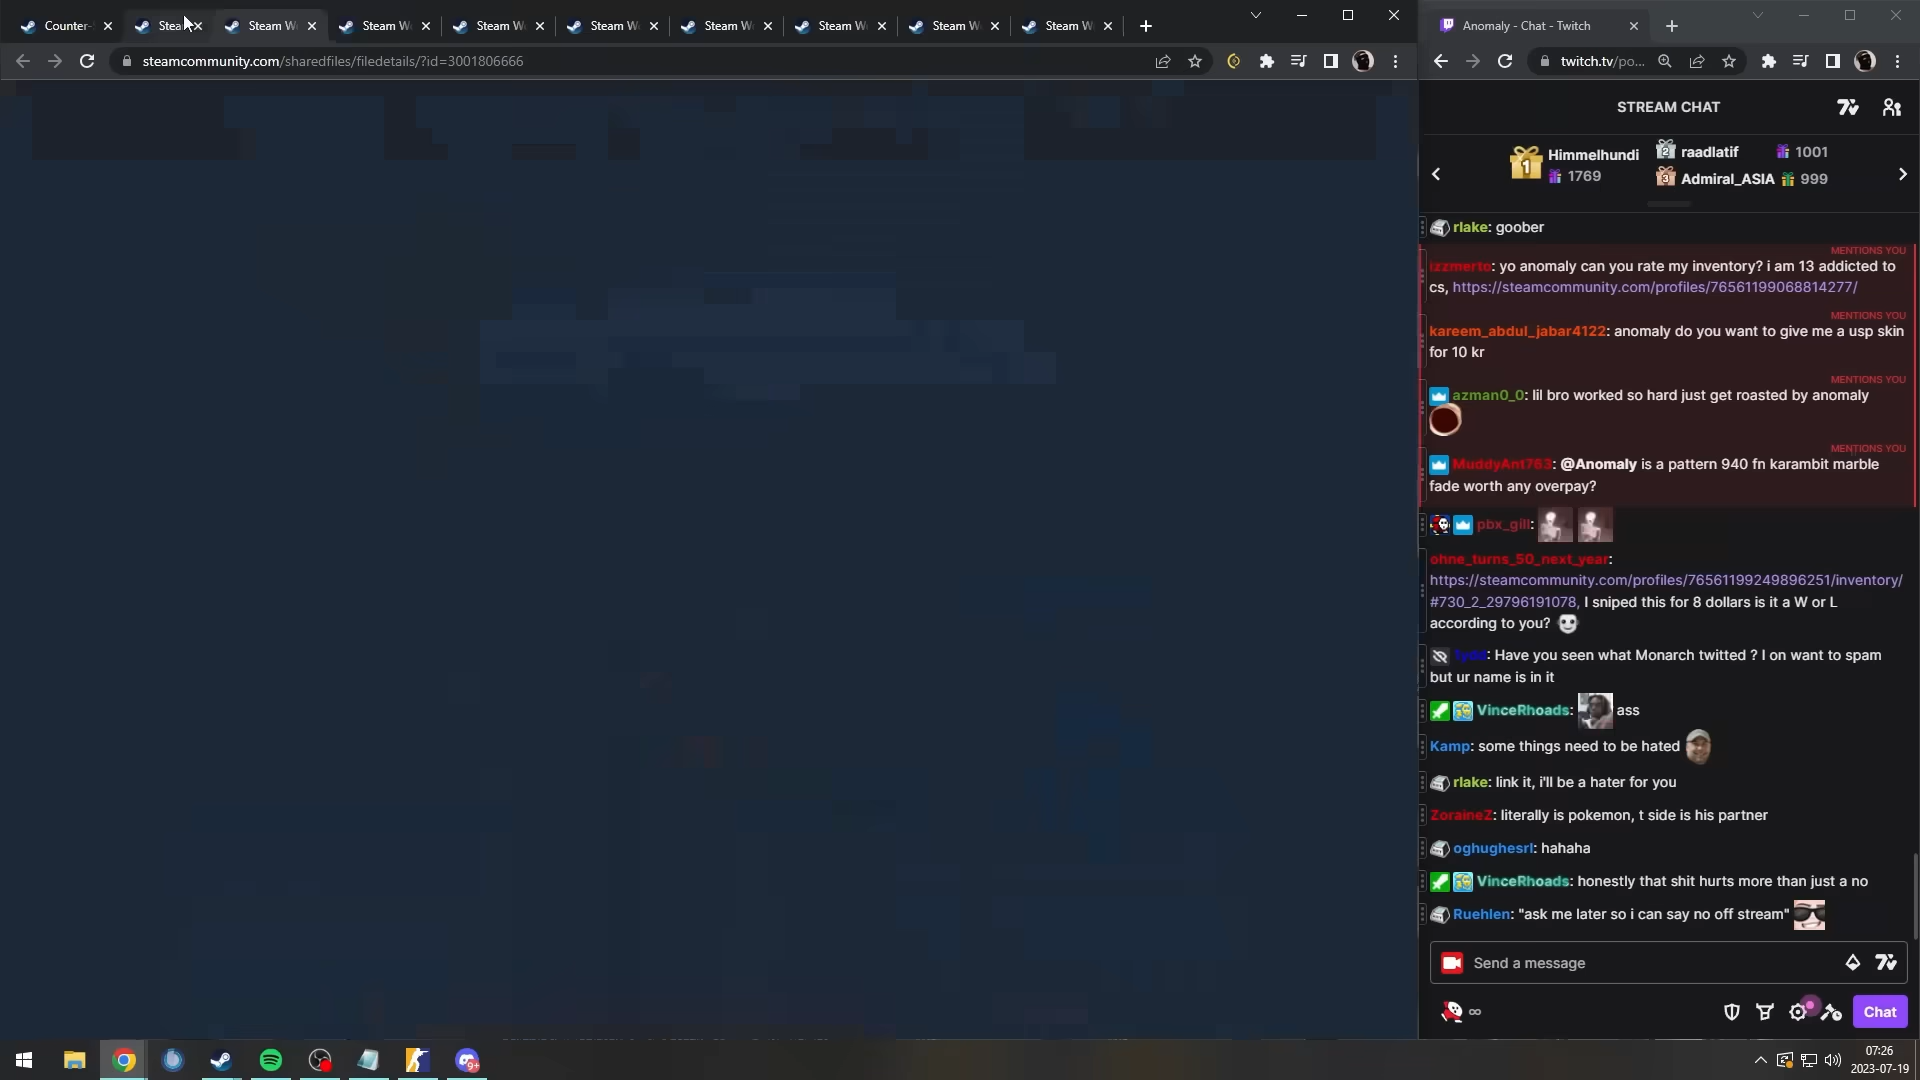 Counter-
Steam
Steam W
Steam W
Steam W
Steam W
Steam W
Steam W
Steam W
Steam W
Anomaly - Chat - Twitch
steamcommunity.com/sharedfiles/filedetails/?id=3001806666
twitch.tv/po...
STREAM CHAT
1 Himmelhundi
1769
2 raadlatif 1001
3 Admiral_ASIA 999
rlake: goober
MENTIONS YOU
izzmerto: yo anomaly can you rate my inventory? i am 13 addicted to
cs, https://steamcommunity.com/profiles/76561199068814277/
MENTIONS YOU
kareem_abdul_jabar4122: anomaly do you want to give me a usp skin
for 10 kr
MENTIONS YOU
azman0_0: lil bro worked so hard just get roasted by anomaly
MENTIONS YOU
MuddyAnt763: @Anomaly is a pattern 940 fn karambit marble
fade worth any overpay?
pbx_gill:
ohne_turns_50_next_year:
https://steamcommunity.com/profiles/76561199249896251/inventory/
#730_2_29796191078, I sniped this for 8 dollars is it a W or L
according to you?
: Have you seen what Monarch twitted ? I on want to spam
but ur name is in it
VinceRhoads: ass
Kamp: some things need to be hated
rlake: link it, i'll be a hater for you
ZoraineZ: literally is pokemon, t side is his partner
oghughesrl: hahaha
VinceRhoads: honestly that shit hurts more than just a no
Ruehlen: "ask me later so i can say no off stream"
Send a message
∞
Chat
9+
07:26
2023-07-19